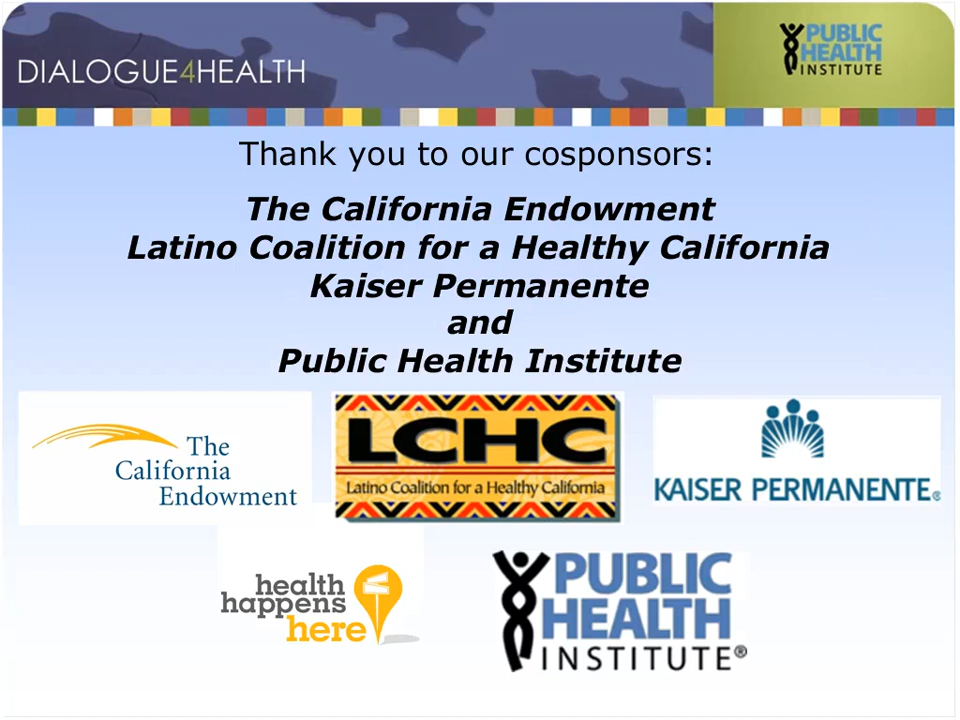 DIALOGUE4HEALTH
PUBLIC
HEALTH
INSTITUTE
Thank you to our cosponsors:
The California Endowment
Latino Coalition for a Healthy California
Kaiser Permanente
and
Public Health Institute
The
California
Endowment
LCHC
Latino Coalition for a Healthy California
KAISER PERMANENTE®
health
happens
here
PUBLIC
HEALTH
INSTITUTE®